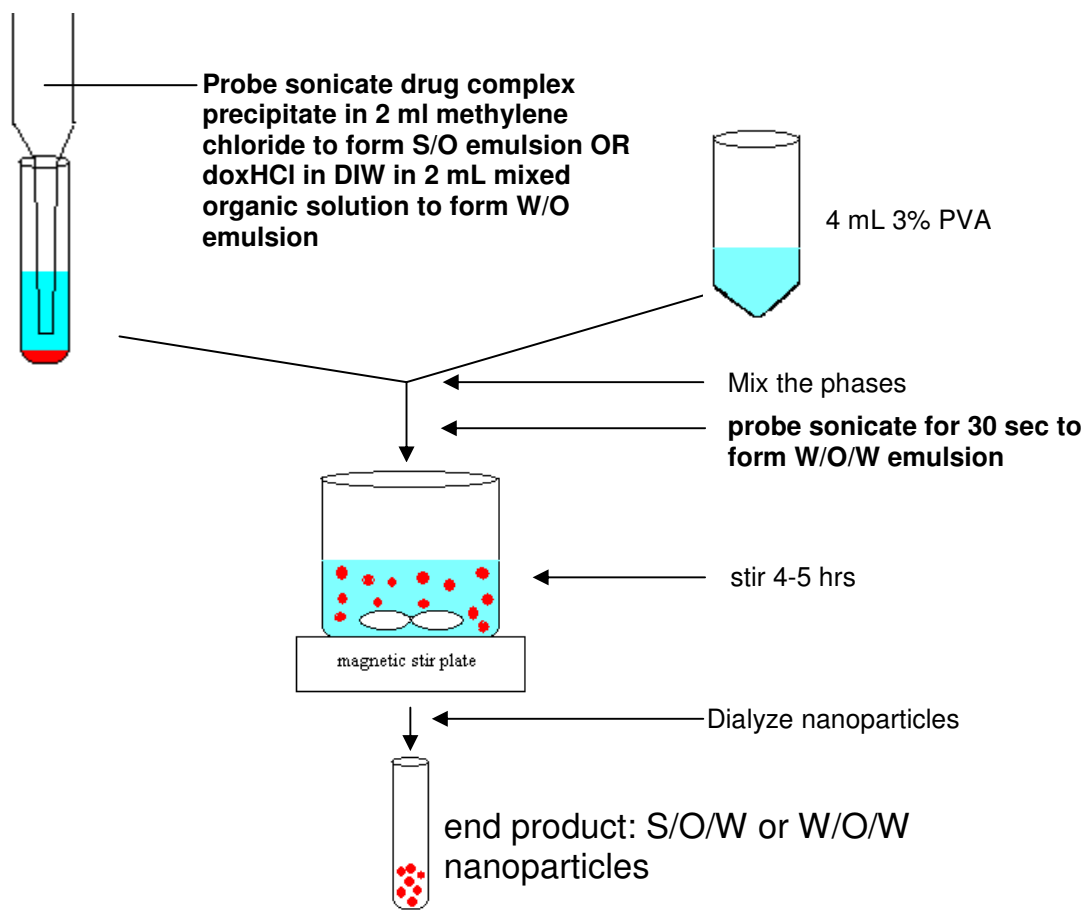 Probe sonicate drug complex
precipitate in 2 ml methylene
chloride to form S/O emulsion OR
doxHCl in DIW in 2 mL mixed
organic solution to form W/O
emulsion
4 mL 3% PVA
Mix the phases
probe sonicate for 30 sec to
form W/O/W emulsion
stir 4-5 hrs
magnetic stir plate
Dialyze nanoparticles
end product: S/O/W or W/O/W
nanoparticles